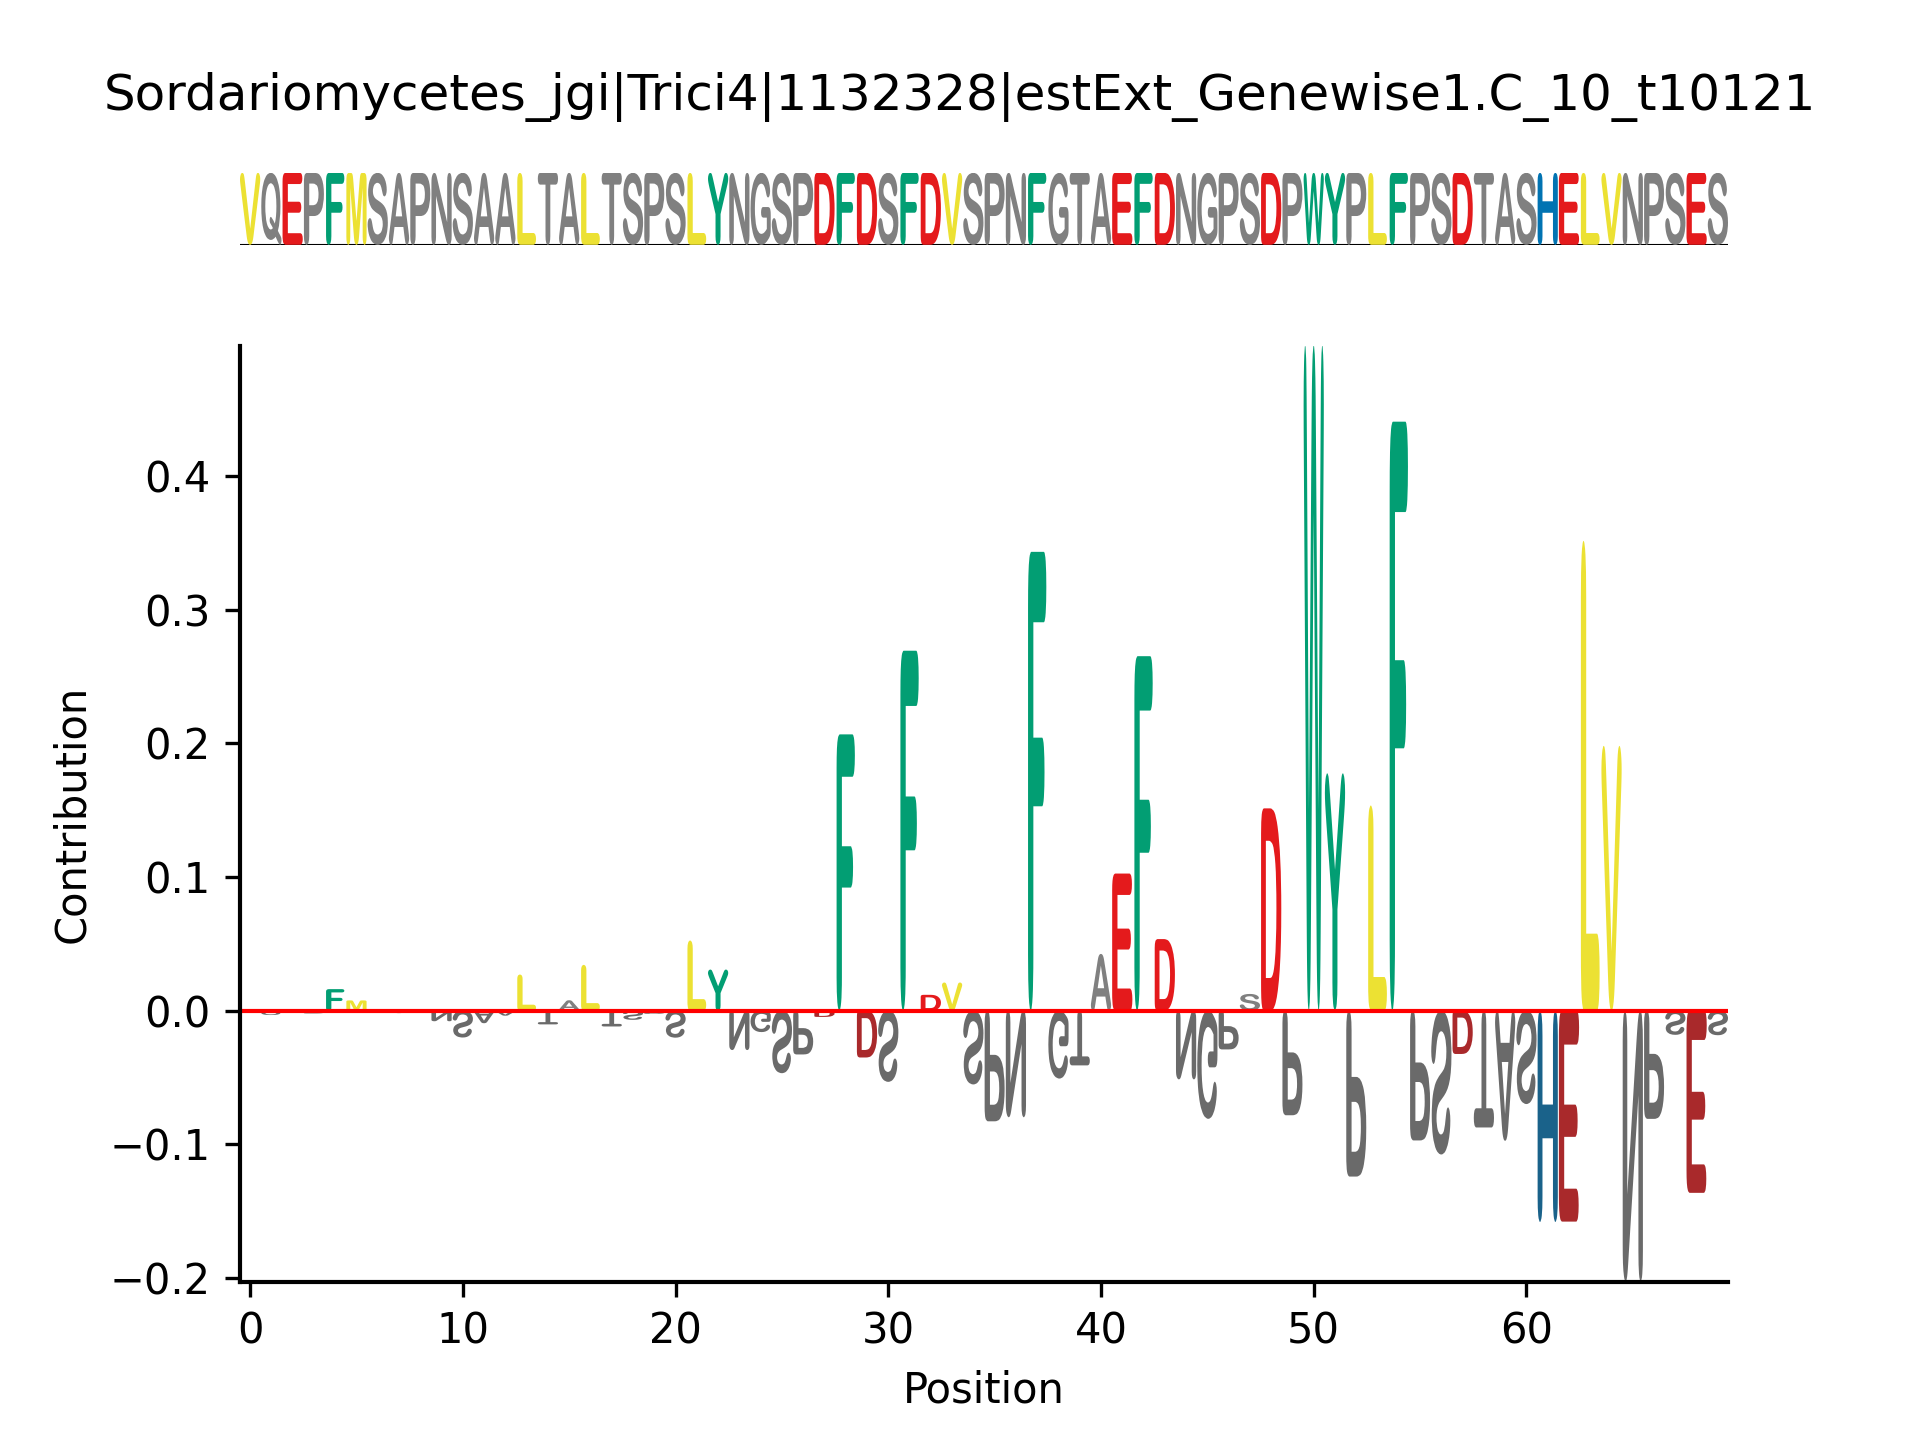 Sordariomycetes_jgi|Trici4|1132328|estExt_Genewise1.C_10_t10121
VQEPFMSAPNSAALTALTSPSLYNGSPDFDSFDVSPNFGTAEFDNGPSDPWYPLFPSDTASHELVNPSES
Contribution
0.4
0.3
0.2
0.1
0.0
−0.1
−0.2
0 10 20 30 40 50 60
Position